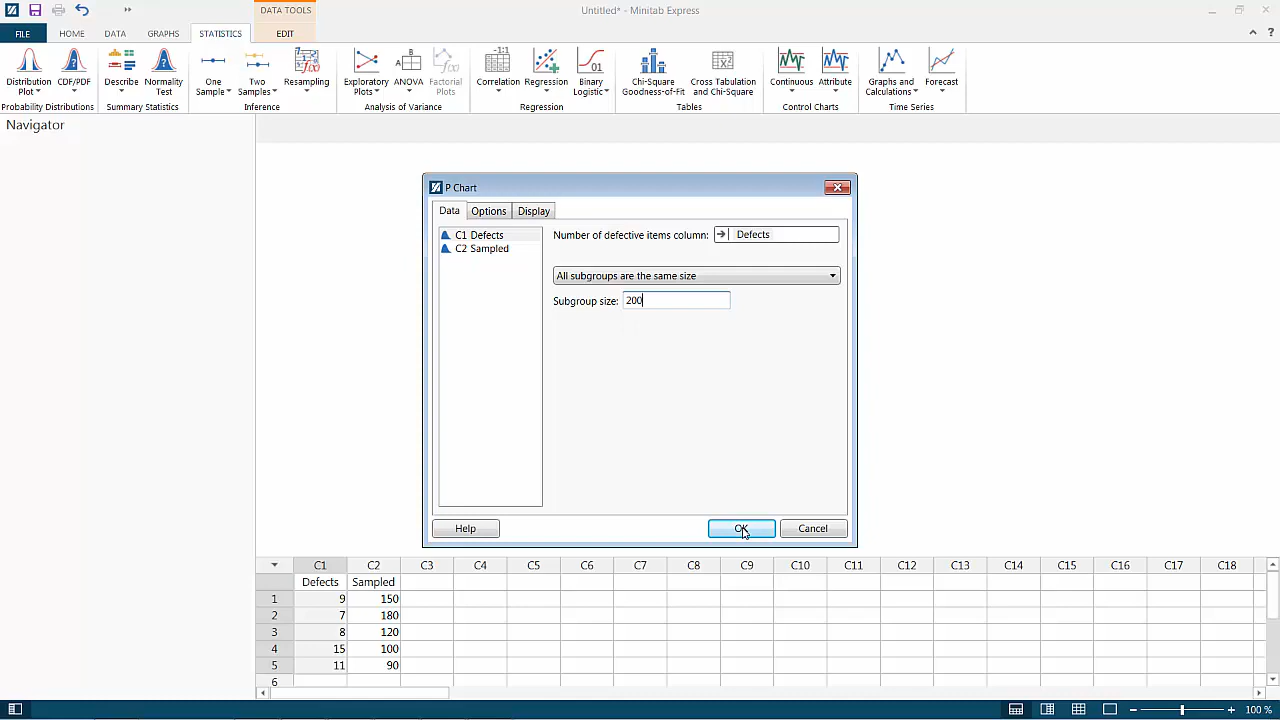 DATA TOOLS
Untitled* - Minitab Express
FILE HOME DATA GRAPHS STATISTICS EDIT
Distribution Plot CDF/PDF Describe Normality Test One Sample Two Samples Resampling Exploratory Plots ANOVA Factorial Plots Correlation Regression Binary Logistic Chi-Square Goodness-of-Fit Cross Tabulation and Chi-Square Continuous Attribute Graphs and Calculations Forecast
Probability Distributions Summary Statistics Inference Analysis of Variance Regression Tables Control Charts Time Series
Navigator
P Chart
Data Options Display
C1 Defects
C2 Sampled
Number of defective items column: Defects
All subgroups are the same size
Subgroup size: 200
Help OK Cancel
C1 C2 C3 C4 C5 C6 C7 C8 C9 C10 C11 C12 C13 C14 C15 C16 C17 C18
Defects Sampled
1 9 150
2 7 180
3 8 120
4 15 100
5 11 90
6
100 %